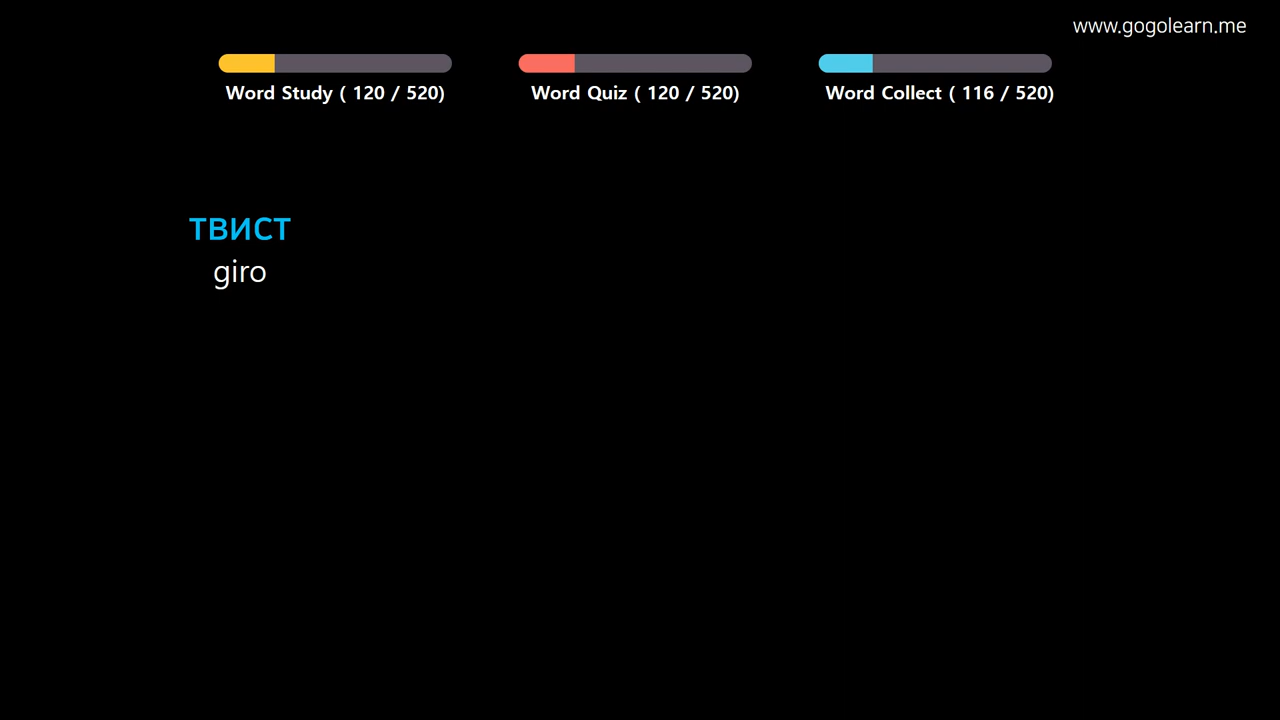 www.gogolearn.me
Word Study ( 120 / 520)
Word Quiz ( 120 / 520)
Word Collect ( 116 / 520)
твист
giro